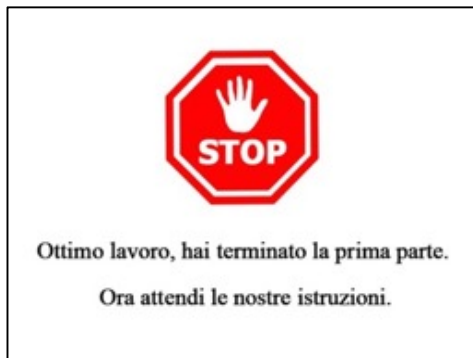 STOP
Ottimo lavoro, hai terminato la prima parte.
Ora attendi le nostre istruzioni.